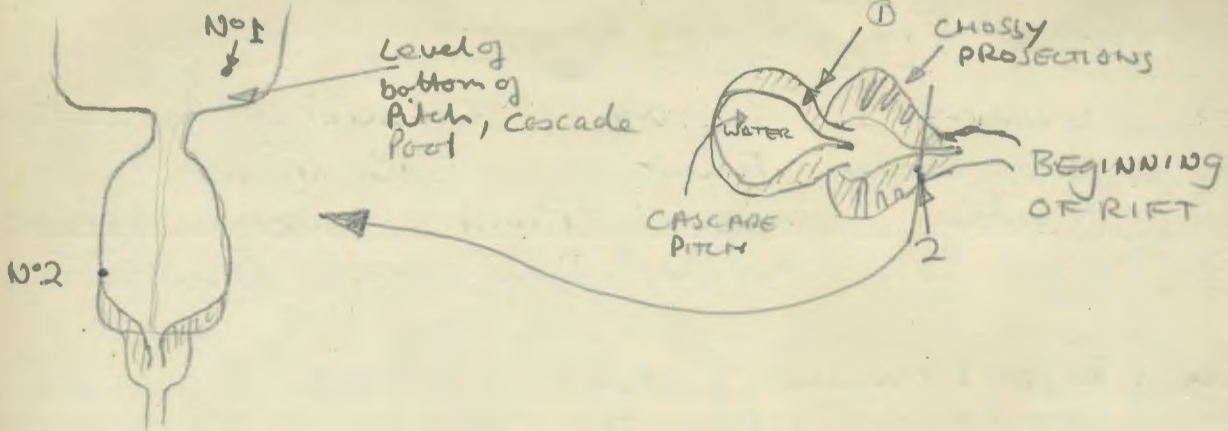 No 1
Level of
bottom of
Pitch, Cascade
Pool
No 2
①
CHOSSY
PROJECTIONS
WATER
CASCADE
PITCH
2
BEGINNING
OF RIFT